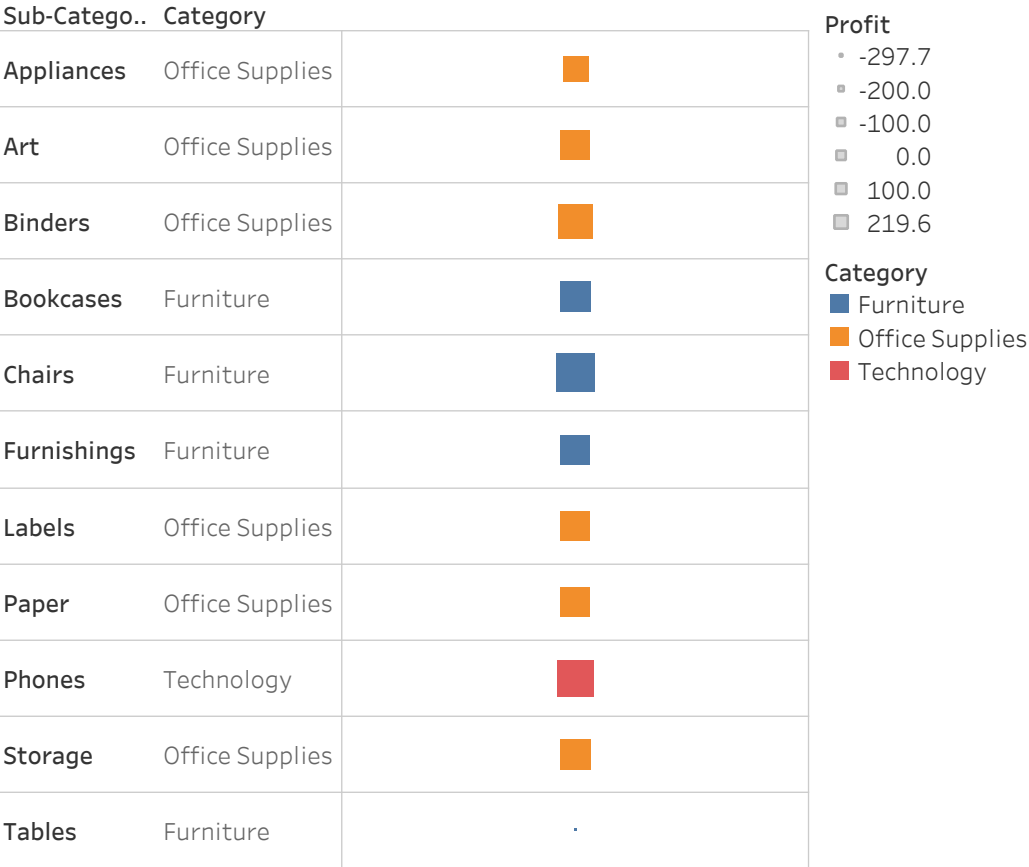 Sub-Catego.. Category
Appliances Office Supplies
Art Office Supplies
Binders Office Supplies
Bookcases Furniture
Chairs Furniture
Furnishings Furniture
Labels Office Supplies
Paper Office Supplies
Phones Technology
Storage Office Supplies
Tables Furniture
Profit
-297.7
-200.0
-100.0
0.0
100.0
219.6
Category
Furniture
Office Supplies
Technology